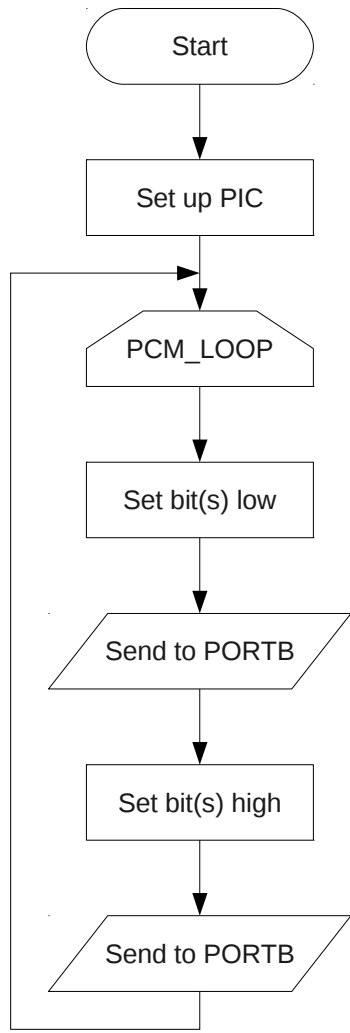 Start
Set up PIC
PCM_LOOP
Set bit(s) low
Send to PORTB
Set bit(s) high
Send to PORTB